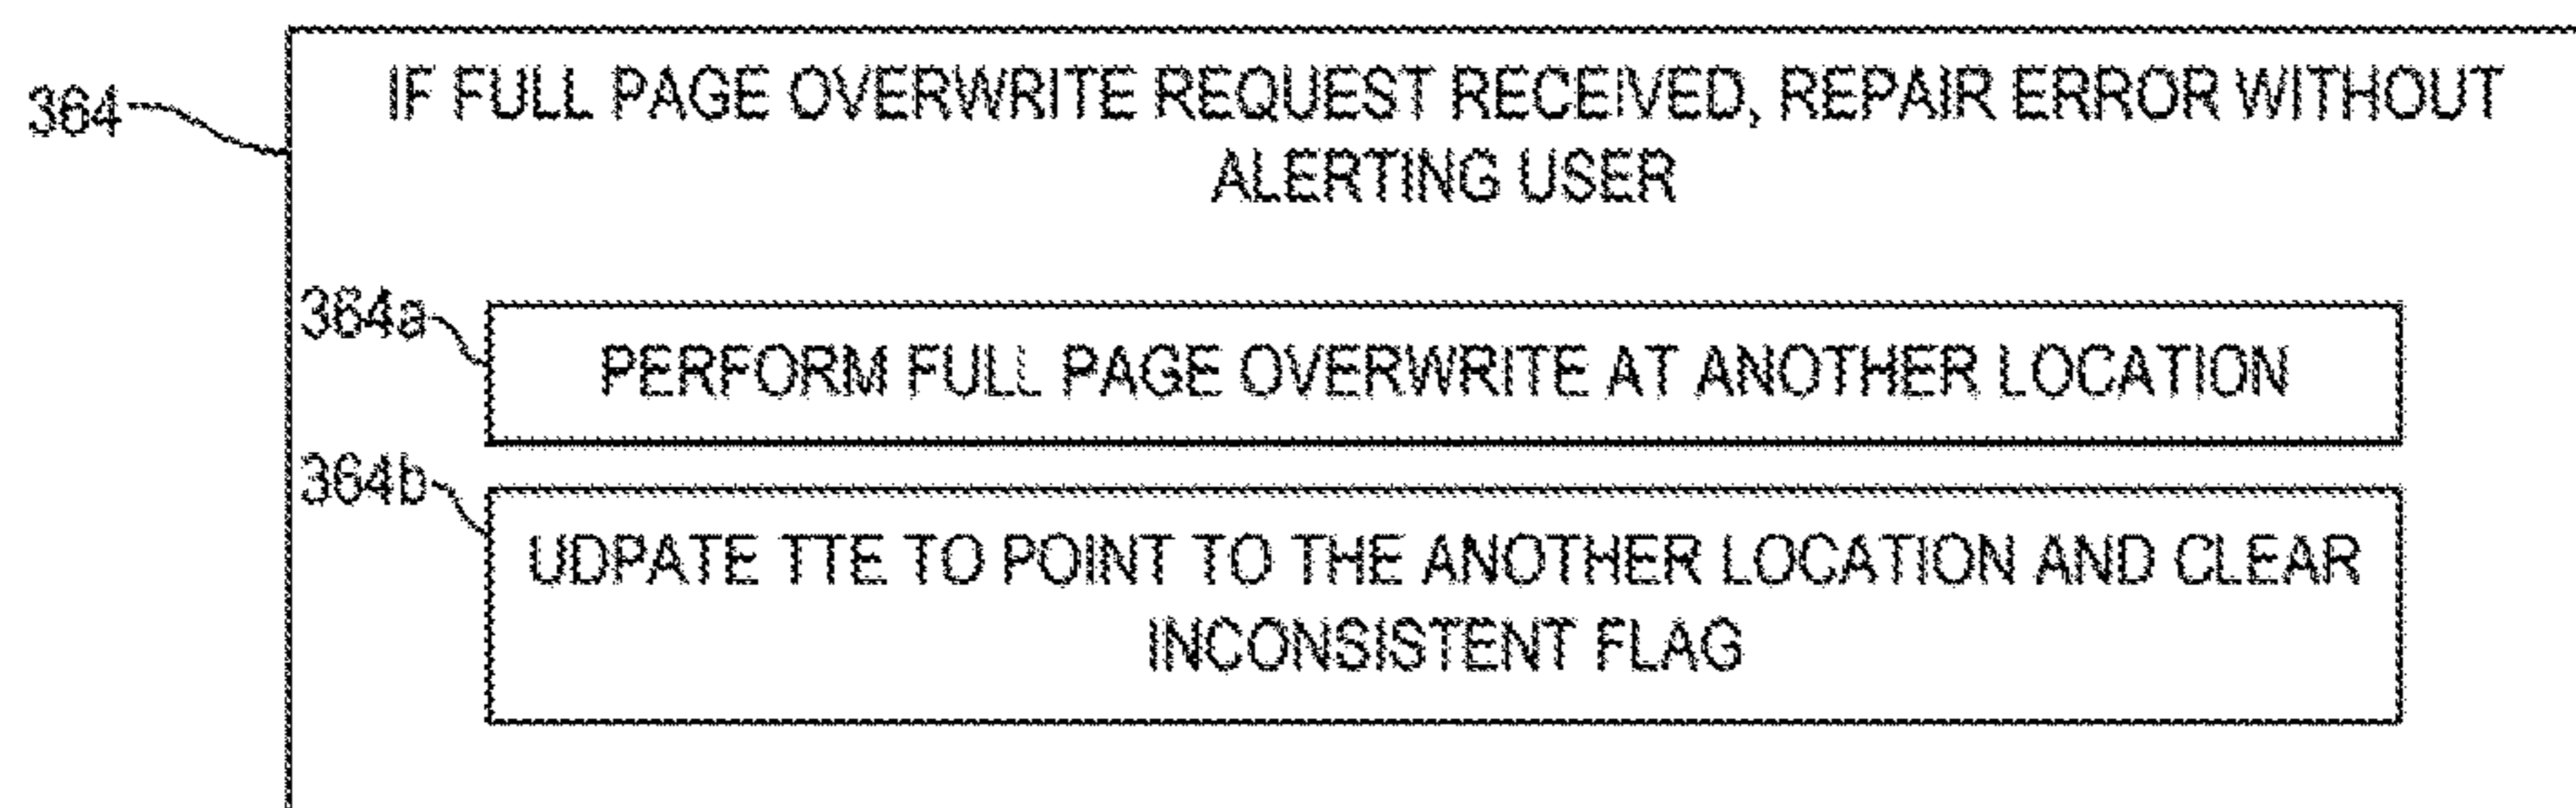 364
IF FULL PAGE OVERWRITE REQUEST RECEIVED, REPAIR ERROR WITHOUT
ALERTING USER
364a
PERFORM FULL PAGE OVERWRITE AT ANOTHER LOCATION
364b
UDPATE TTE TO POINT TO THE ANOTHER LOCATION AND CLEAR
INCONSISTENT FLAG